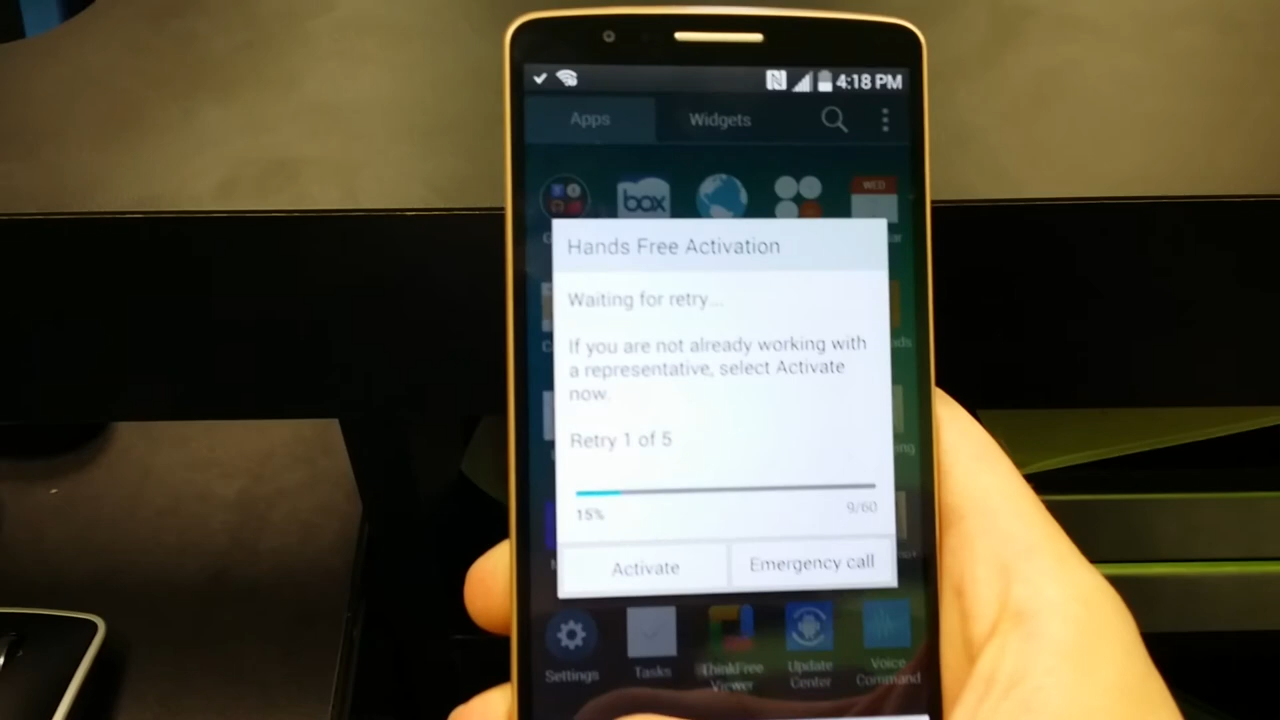 4:18 PM
Apps Widgets
box
WED
Hands Free Activation
Waiting for retry...
If you are not already working with
a representative, select Activate
now.
Retry 1 of 5
15% 9/60
Activate Emergency call
Settings Tasks ThinkFree Viewer Update Center Voice Command